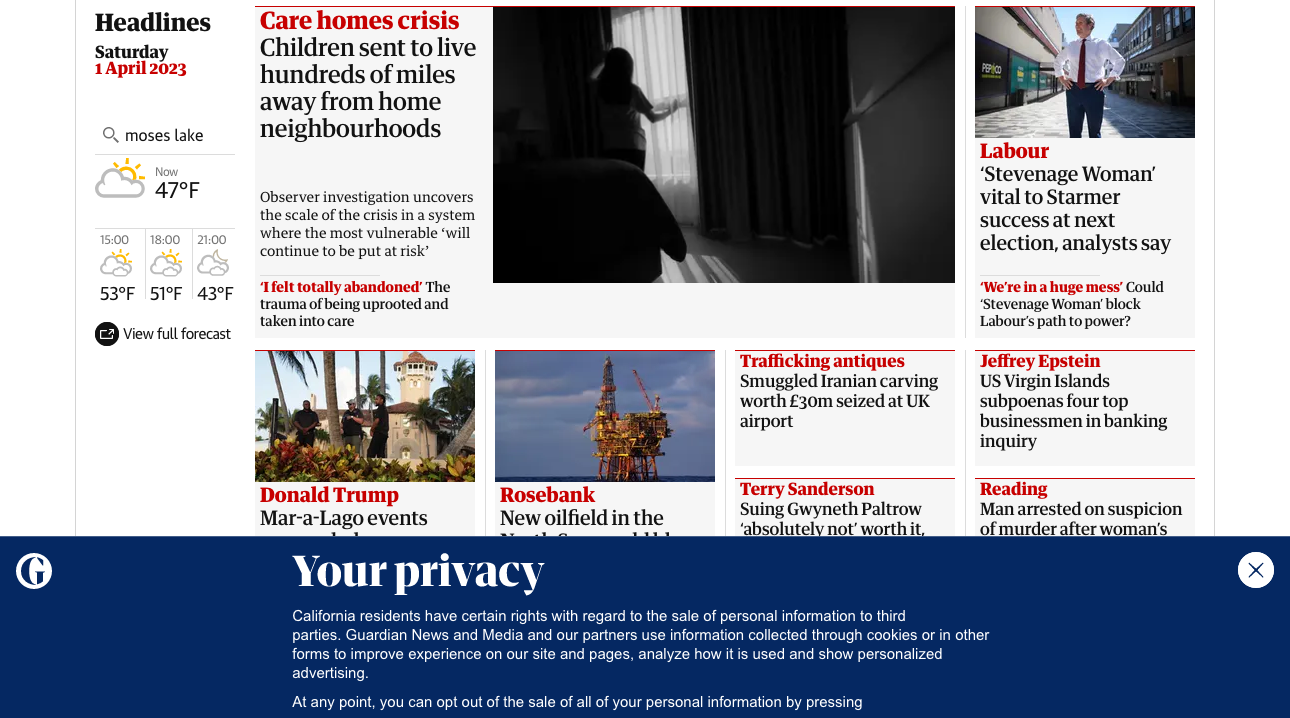 Headlines
Saturday
1 April 2023
moses lake
Now
47°F
15:00
18:00
21:00
53°F
51°F
43°F
View full forecast
Care homes crisis
Children sent to live
hundreds of miles
away from home
neighbourhoods
Observer investigation uncovers
the scale of the crisis in a system
where the most vulnerable ‘will
continue to be put at risk’
‘I felt totally abandoned’ The
trauma of being uprooted and
taken into care
PEP&CO
Labour
‘Stevenage Woman’
vital to Starmer
success at next
election, analysts say
‘We’re in a huge mess’ Could
‘Stevenage Woman’ block
Labour’s path to power?
Donald Trump
Mar-a-Lago events
Rosebank
New oilfield in the
Trafficking antiques
Smuggled Iranian carving
worth £30m seized at UK
airport
Jeffrey Epstein
US Virgin Islands
subpoenas four top
businessmen in banking
inquiry
Terry Sanderson
Suing Gwyneth Paltrow
‘absolutely not’ worth it,
Reading
Man arrested on suspicion
of murder after woman’s
Your privacy
California residents have certain rights with regard to the sale of personal information to third
parties. Guardian News and Media and our partners use information collected through cookies or in other
forms to improve experience on our site and pages, analyze how it is used and show personalized
advertising.
At any point, you can opt out of the sale of all of your personal information by pressing